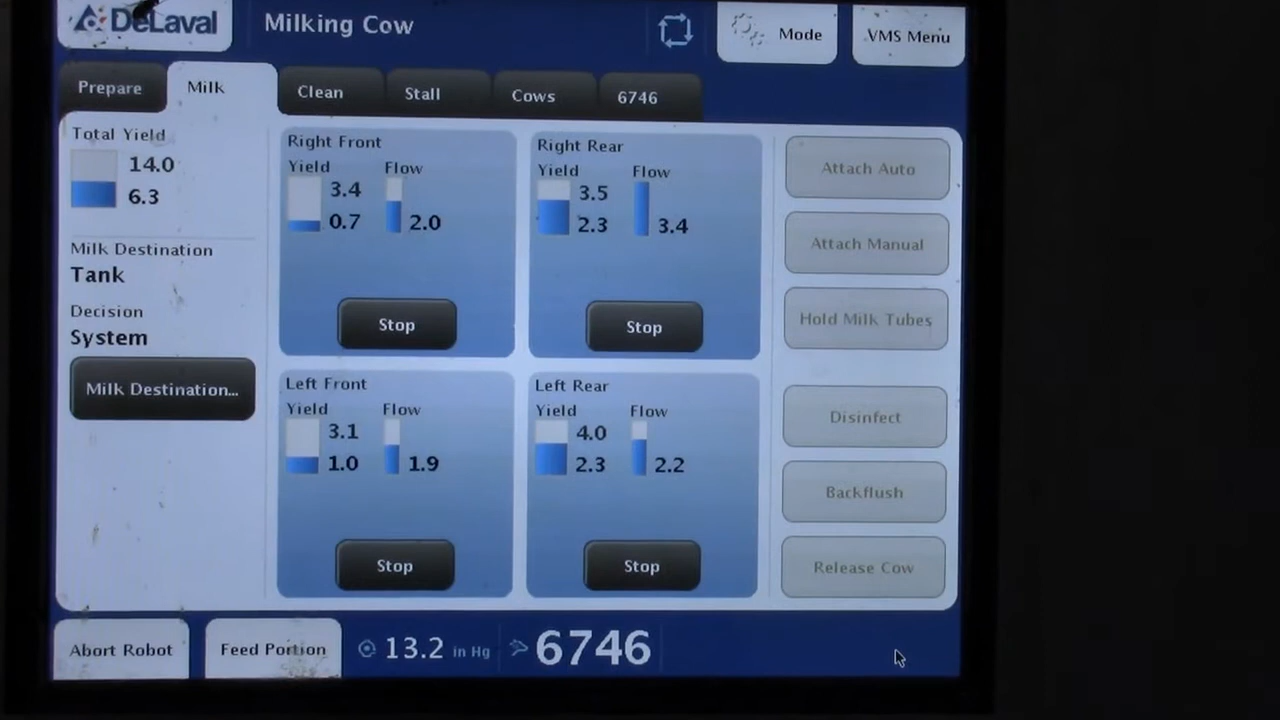 DeLaval
Milking Cow
Mode
VMS Menu
Prepare
Milk
Clean
Stall
Cows
6746
Total Yield
14.0
6.3
Milk Destination
Tank
Decision
System
Milk Destination...
Right Front
Yield Flow
3.4
0.7 2.0
Stop
Right Rear
Yield Flow
3.5
2.3 3.4
Stop
Left Front
Yield Flow
3.1
1.0 1.9
Stop
Left Rear
Yield Flow
4.0
2.3 2.2
Stop
Attach Auto
Attach Manual
Hold Milk Tubes
Disinfect
Backflush
Release Cow
Abort Robot
Feed Portion
13.2 in Hg
6746